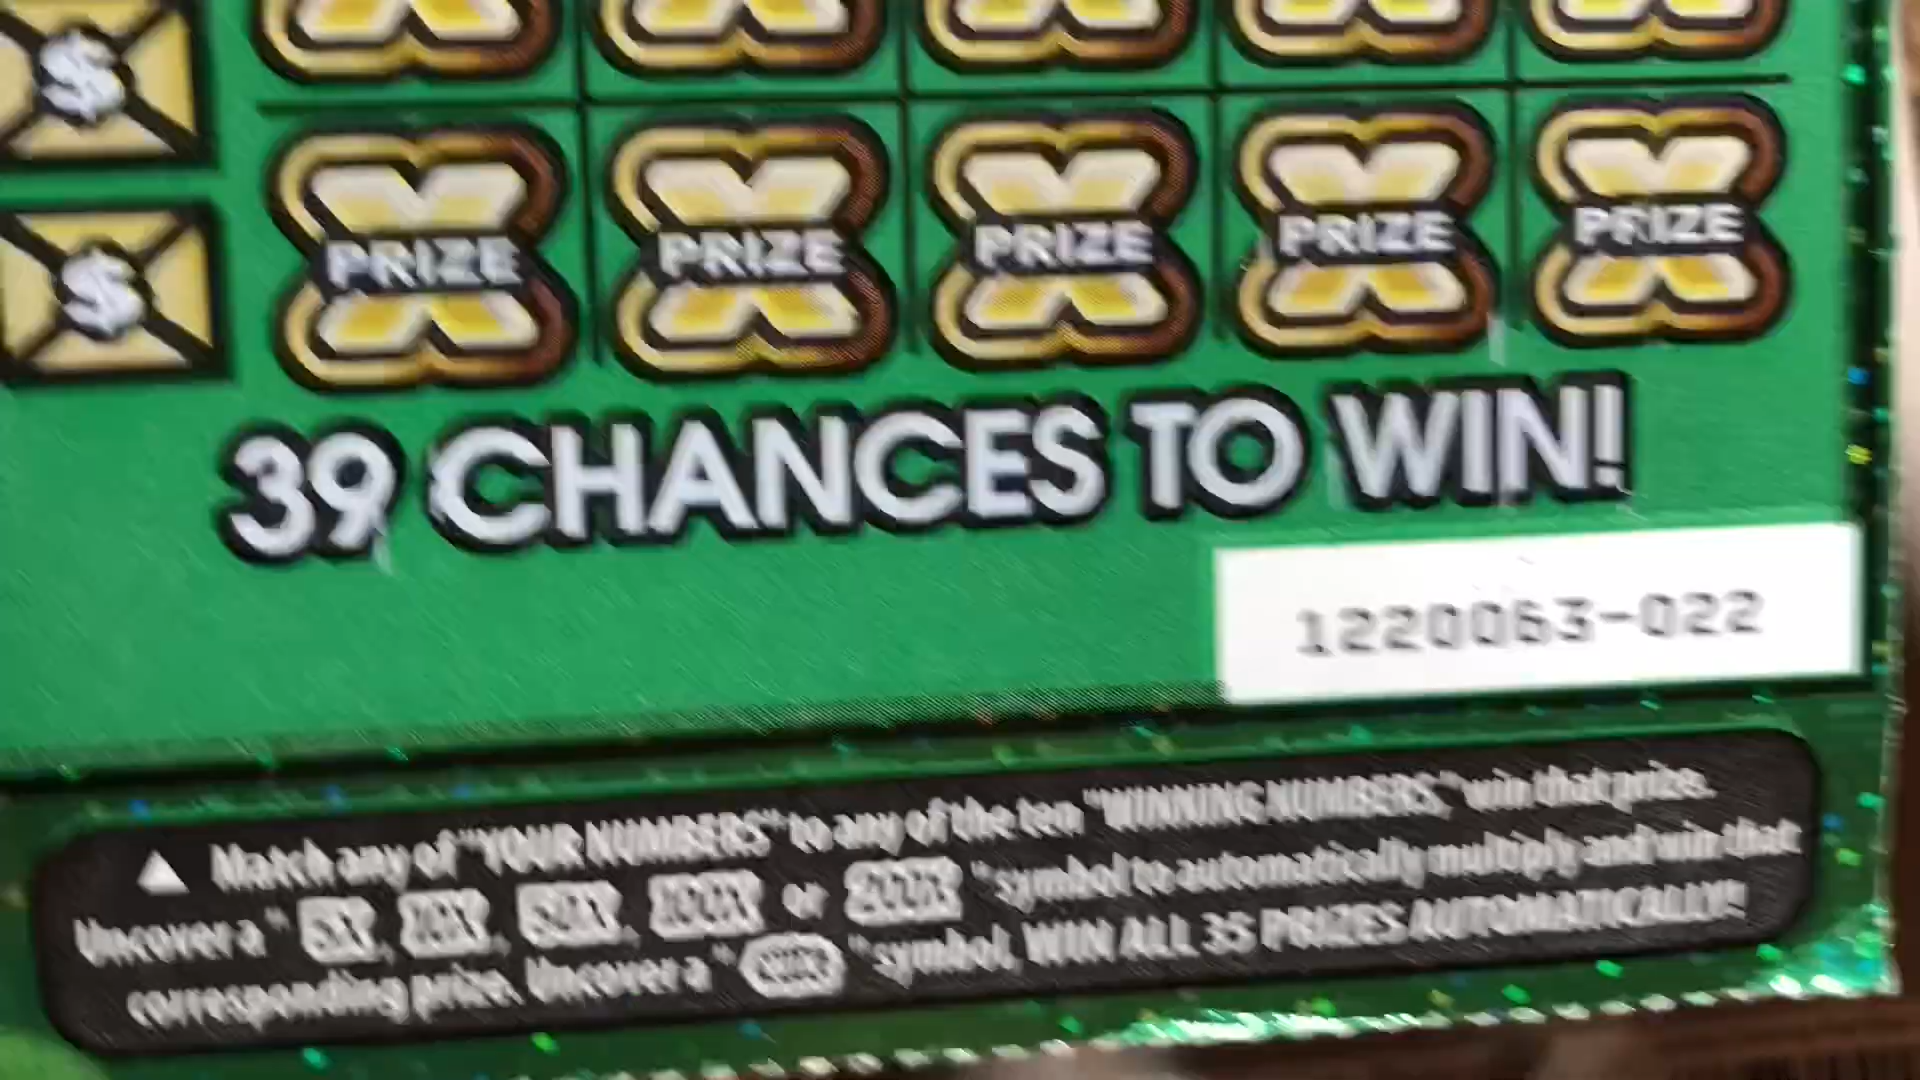 $
PRIZE PRIZE PRIZE PRIZE PRIZE
$
39 CHANCES TO WIN!
1220063-022
▲ Match any of "YOUR NUMBERS" to any of the ten "WINNING NUMBERS," win that prize.
Uncover a " 5X, 10X, 50X, 100X or 200X " symbol to automatically multiply and win that
corresponding prize. Uncover a " " symbol, WIN ALL 35 PRIZES AUTOMATICALLY!